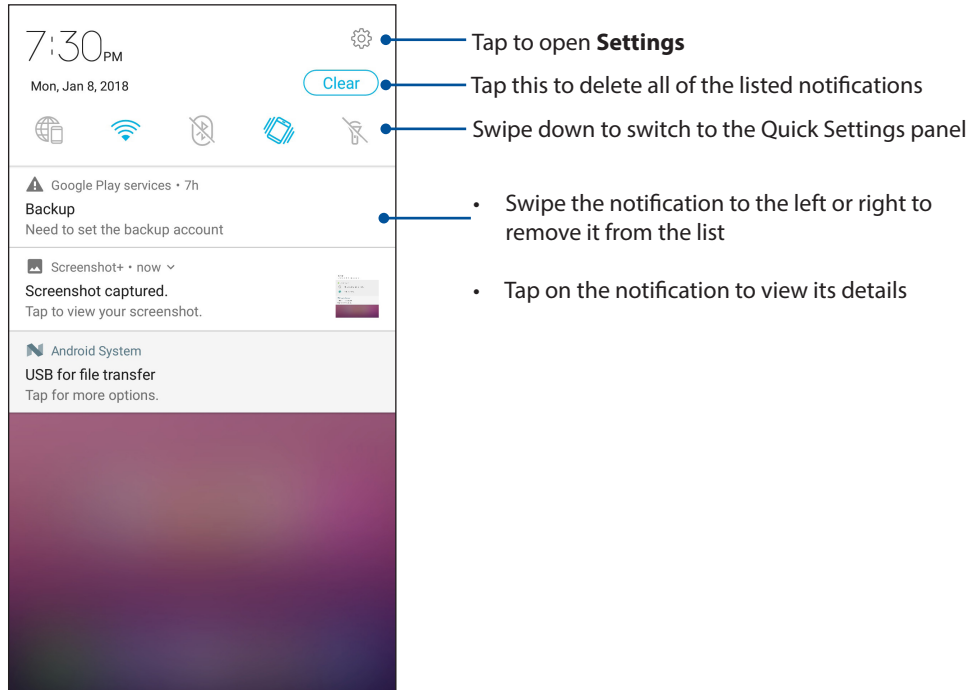 7:30 PM
Tap to open Settings
Mon, Jan 8, 2018
Clear
Tap this to delete all of the listed notifications
Swipe down to switch to the Quick Settings panel
Google Play services • 7h
Backup
Need to set the backup account
• Swipe the notification to the left or right to
remove it from the list
Screenshot+ • now
Screenshot captured.
Tap to view your screenshot.
• Tap on the notification to view its details
Android System
USB for file transfer
Tap for more options.